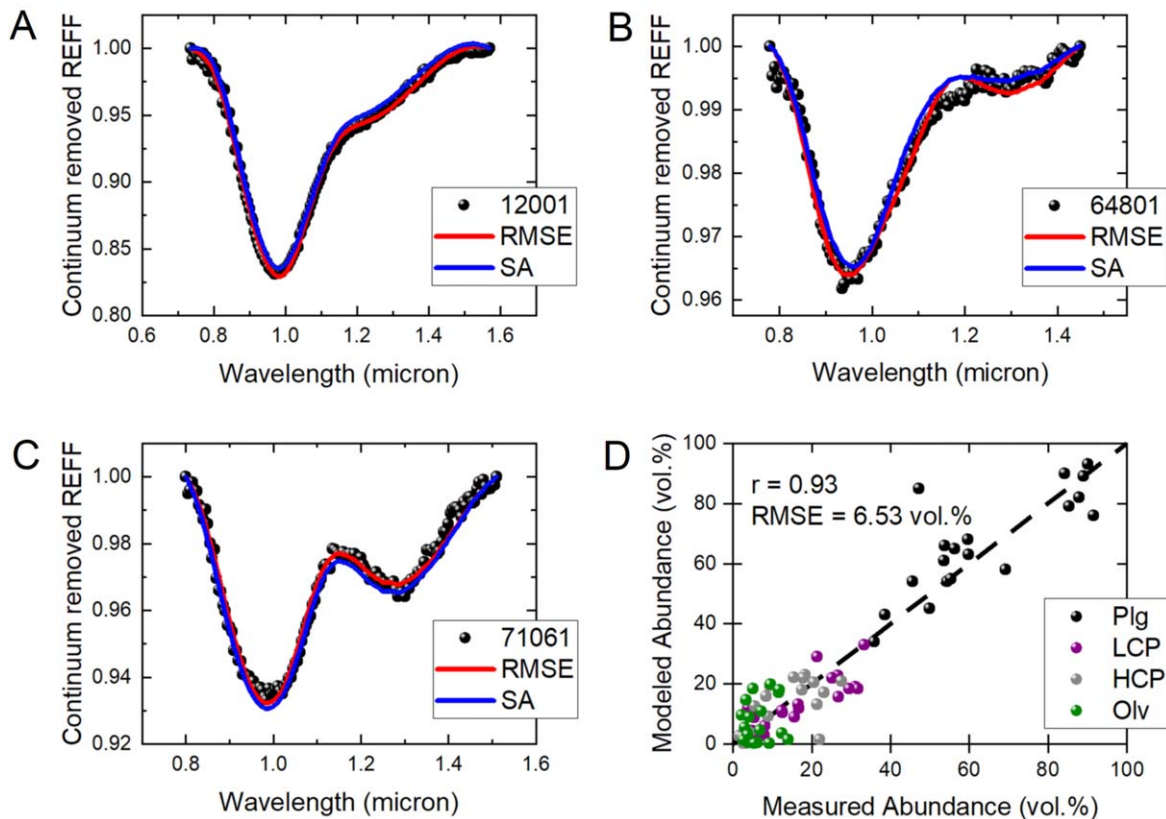 A
Continuum removed REFF
1.00
0.95
0.90
0.85
0.80
12001
RMSE
SA
0.6 0.8 1.0 1.2 1.4 1.6
Wavelength (micron)
B
Continuum removed REFF
1.00
0.99
0.98
0.97
0.96
64801
RMSE
SA
0.8 1.0 1.2 1.4
Wavelength (micron)
C
Continuum removed REFF
1.00
0.98
0.96
0.94
0.92
71061
RMSE
SA
0.8 1.0 1.2 1.4 1.6
Wavelength (micron)
D
Modeled Abundance (vol.%)
100
80
60
40
20
0
r = 0.93
RMSE = 6.53 vol.%
Plg
LCP
HCP
Olv
0 20 40 60 80 100
Measured Abundance (vol.%)